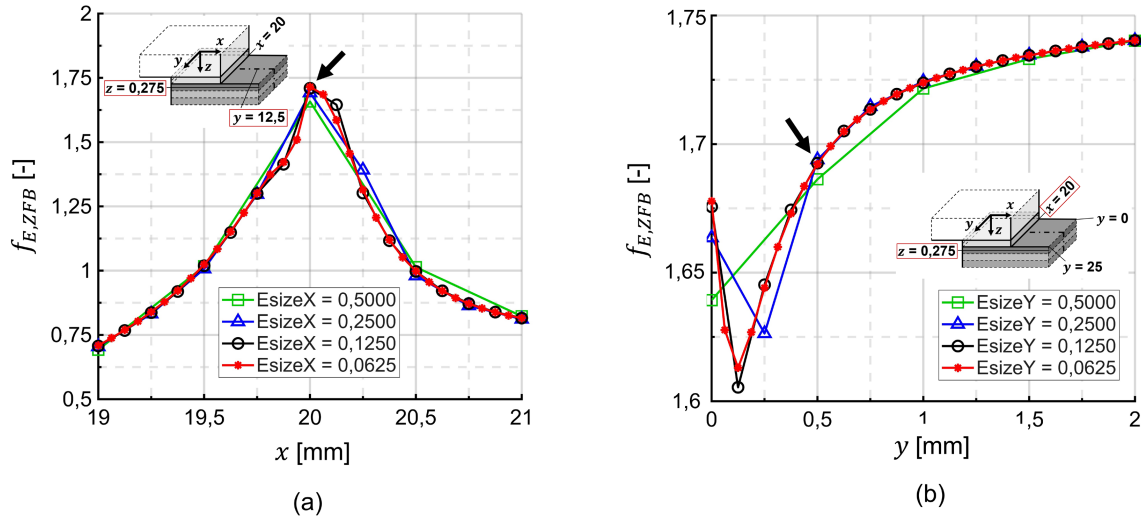 2
1,75
1,5
1,25
1
0,75
0,5
f_E,ZFB [-]
19
19,5
20
20,5
21
x [mm]
x = 20
x
y
z
z = 0,275
y = 12,5
EsizeX = 0,5000
EsizeX = 0,2500
EsizeX = 0,1250
EsizeX = 0,0625
(a)
1,75
1,7
1,65
1,6
f_E,ZFB [-]
0
0,5
1
1,5
2
y [mm]
x = 20
x
y
z
y = 0
z = 0,275
y = 25
EsizeY = 0,5000
EsizeY = 0,2500
EsizeY = 0,1250
EsizeY = 0,0625
(b)